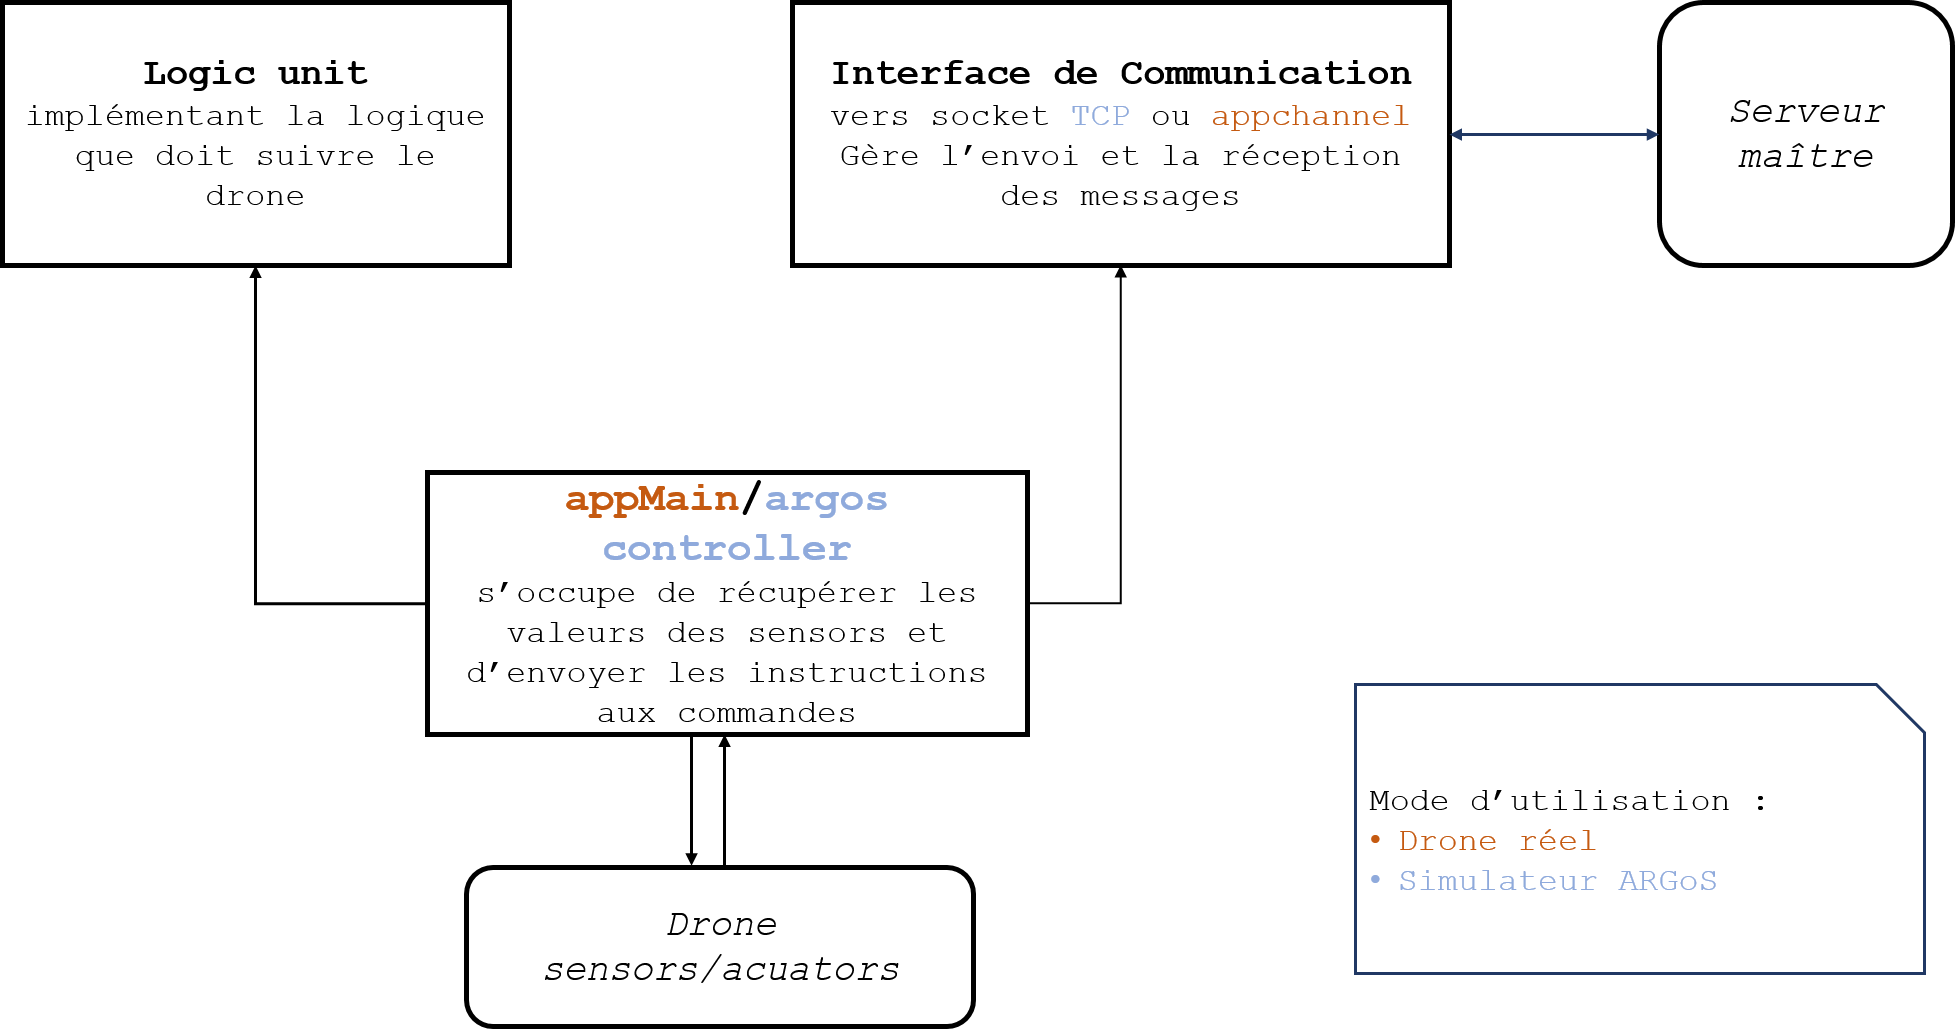 Logic unit
implémentant la logique
que doit suivre le
drone
Interface de Communication
vers socket TCP ou appchannel
Gère l’envoi et la réception
des messages
Serveur
maître
appMain/argos
controller
s’occupe de récupérer les
valeurs des sensors et
d’envoyer les instructions
aux commandes
Drone
sensors/acuators
Mode d’utilisation :
• Drone réel
• Simulateur ARGoS